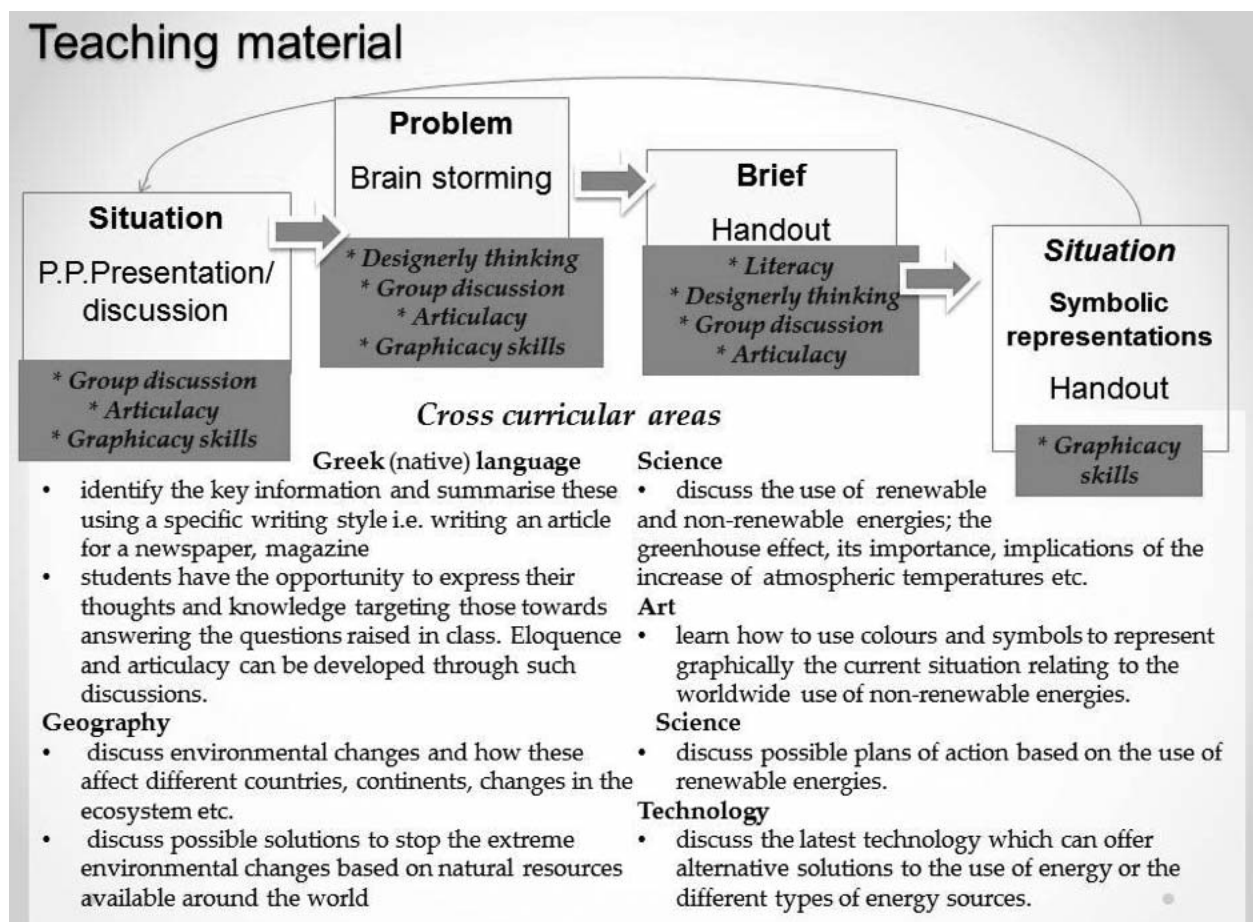 Teaching material
Situation
P.P.Presentation/
discussion
* Group discussion
* Articulacy
* Graphicacy skills
Problem
Brain storming
* Designerly thinking
* Group discussion
* Articulacy
* Graphicacy skills
Brief
Handout
* Literacy
* Designerly thinking
* Group discussion
* Articulacy
Situation
Symbolic
representations
Handout
* Graphicacy
skills
Cross curricular areas
Greek (native) language
• identify the key information and summarise these
using a specific writing style i.e. writing an article
for a newspaper, magazine
• students have the opportunity to express their
thoughts and knowledge targeting those towards
answering the questions raised in class. Eloquence
and articulacy can be developed through such
discussions.
Geography
• discuss environmental changes and how these
affect different countries, continents, changes in the
ecosystem etc.
• discuss possible solutions to stop the extreme
environmental changes based on natural resources
available around the world
Science
• discuss the use of renewable
and non-renewable energies; the
greenhouse effect, its importance, implications of the
increase of atmospheric temperatures etc.
Art
• learn how to use colours and symbols to represent
graphically the current situation relating to the
worldwide use of non-renewable energies.
Science
• discuss possible plans of action based on the use of
renewable energies.
Technology
• discuss the latest technology which can offer
alternative solutions to the use of energy or the
different types of energy sources.